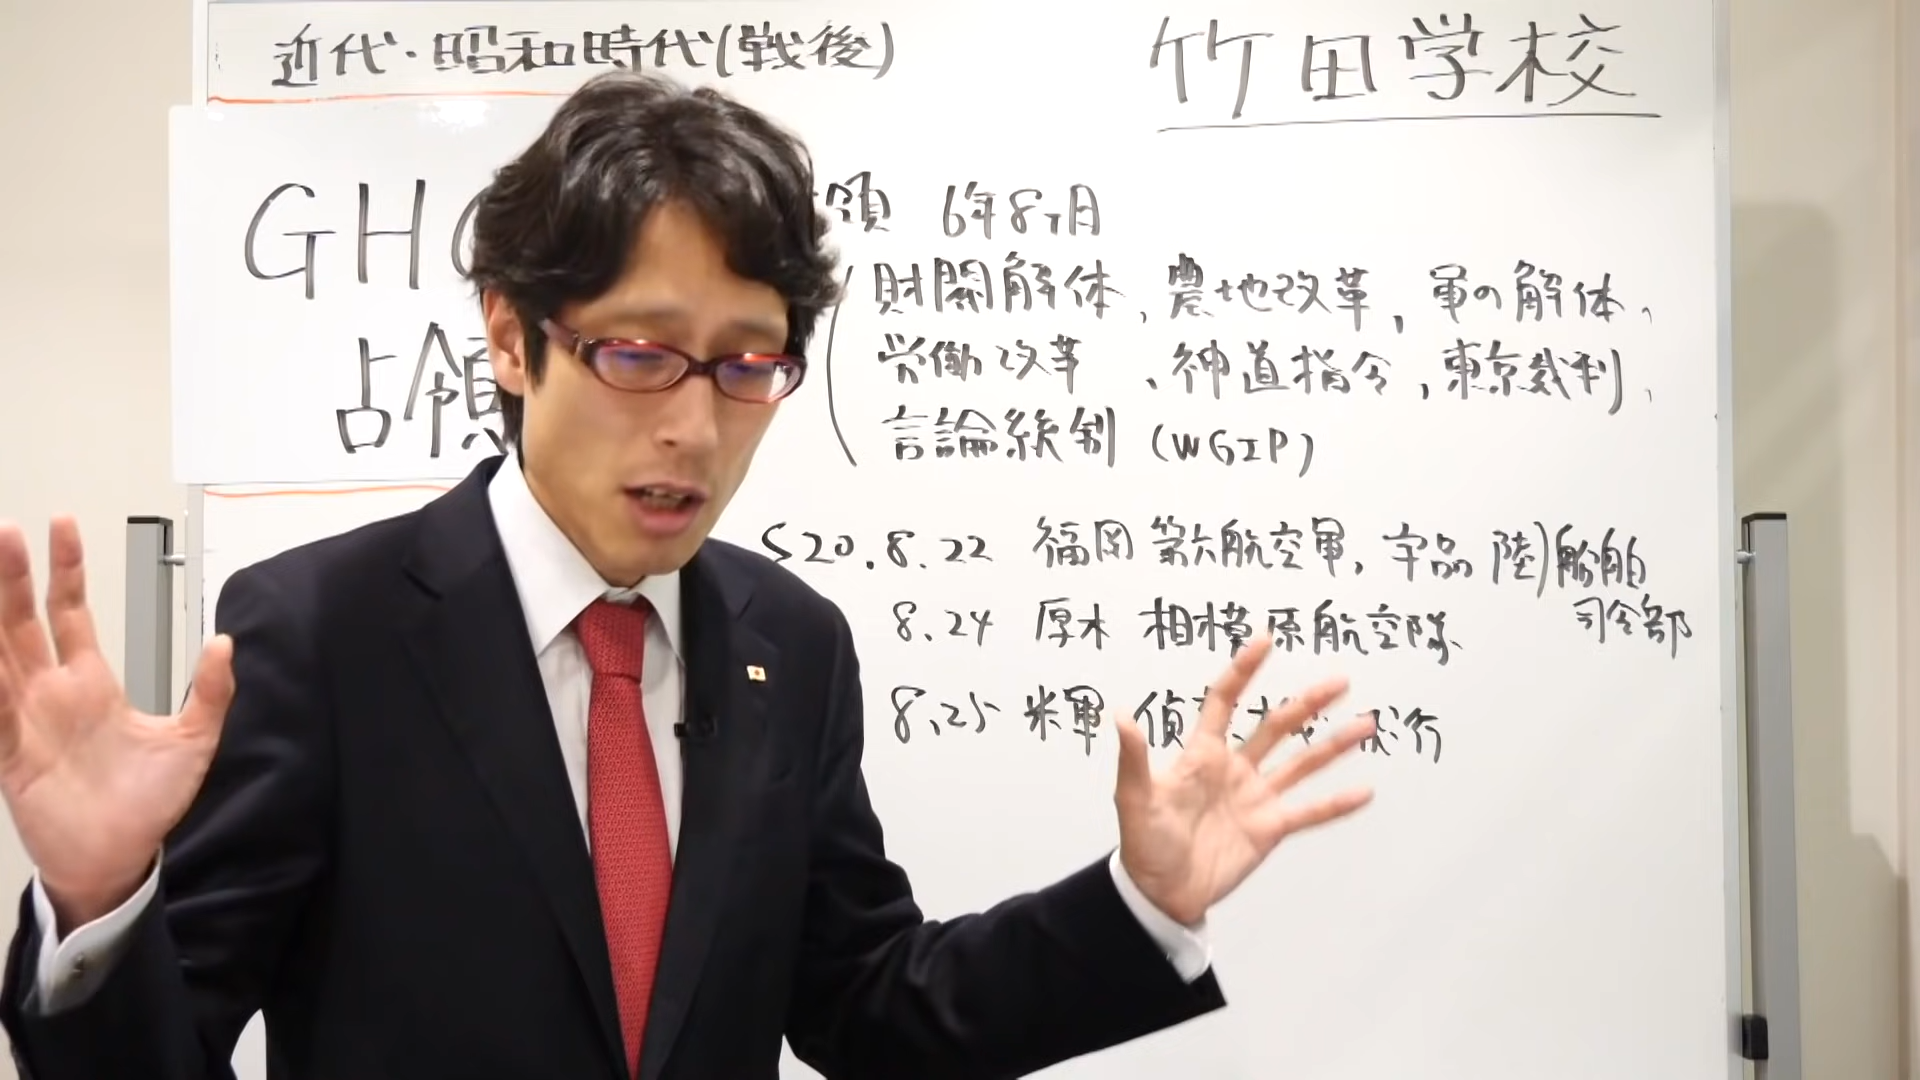 近代・昭和時代(戦後)
竹田学校
GHQ
占領
領 6年8ヶ月
財閥解体、農地改革、軍の解体、
労働改革、神道指令、東京裁判、
言論統制 (WGIP)
S20.8.22 福岡 第六航空軍、宇品 陸)船舶
司令部
8.24 厚木 相模原航空隊
8.25 米軍 偵 飛行